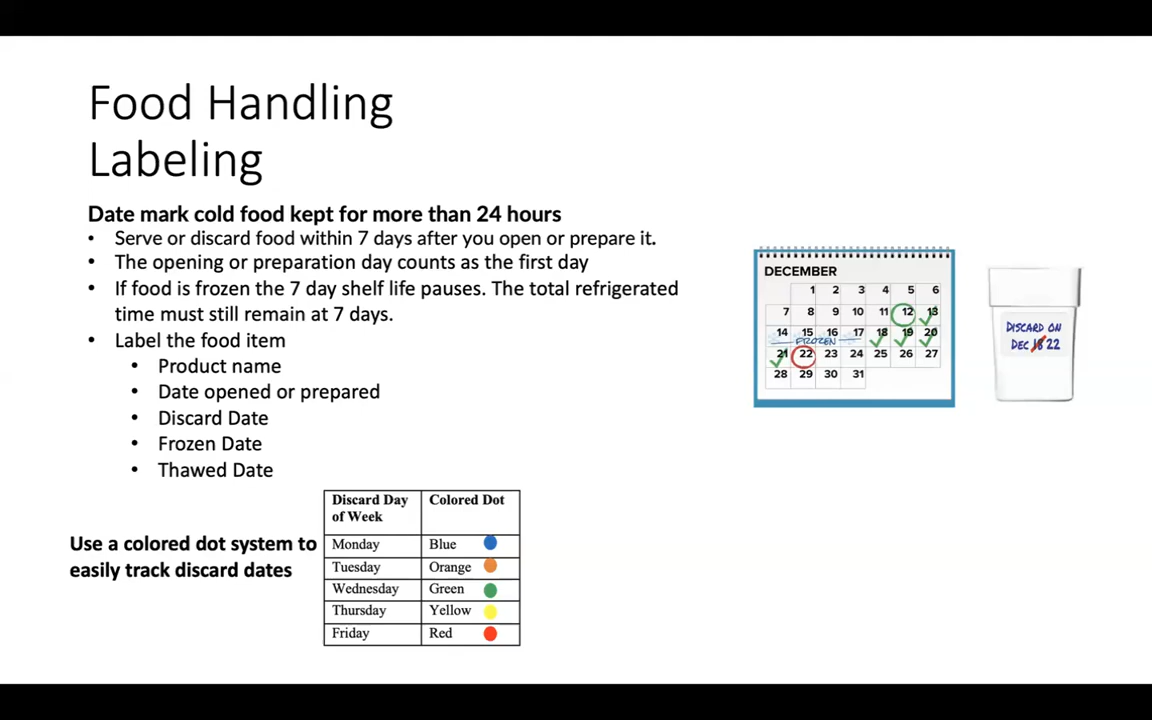 Food Handling
Labeling
Date mark cold food kept for more than 24 hours
• Serve or discard food within 7 days after you open or prepare it.
• The opening or preparation day counts as the first day
• If food is frozen the 7 day shelf life pauses. The total refrigerated
time must still remain at 7 days.
• Label the food item
• Product name
• Date opened or prepared
• Discard Date
• Frozen Date
• Thawed Date
DECEMBER
1 2 3 4 5 6
7 8 9 10 11 12 13
14 15 16 17 18 19 20
FROZEN
21 22 23 24 25 26 27
28 29 30 31
DISCARD ON
DEC 18 22
Use a colored dot system to
easily track discard dates
Discard Day
of Week
Colored Dot
Monday Blue
Tuesday Orange
Wednesday Green
Thursday Yellow
Friday Red